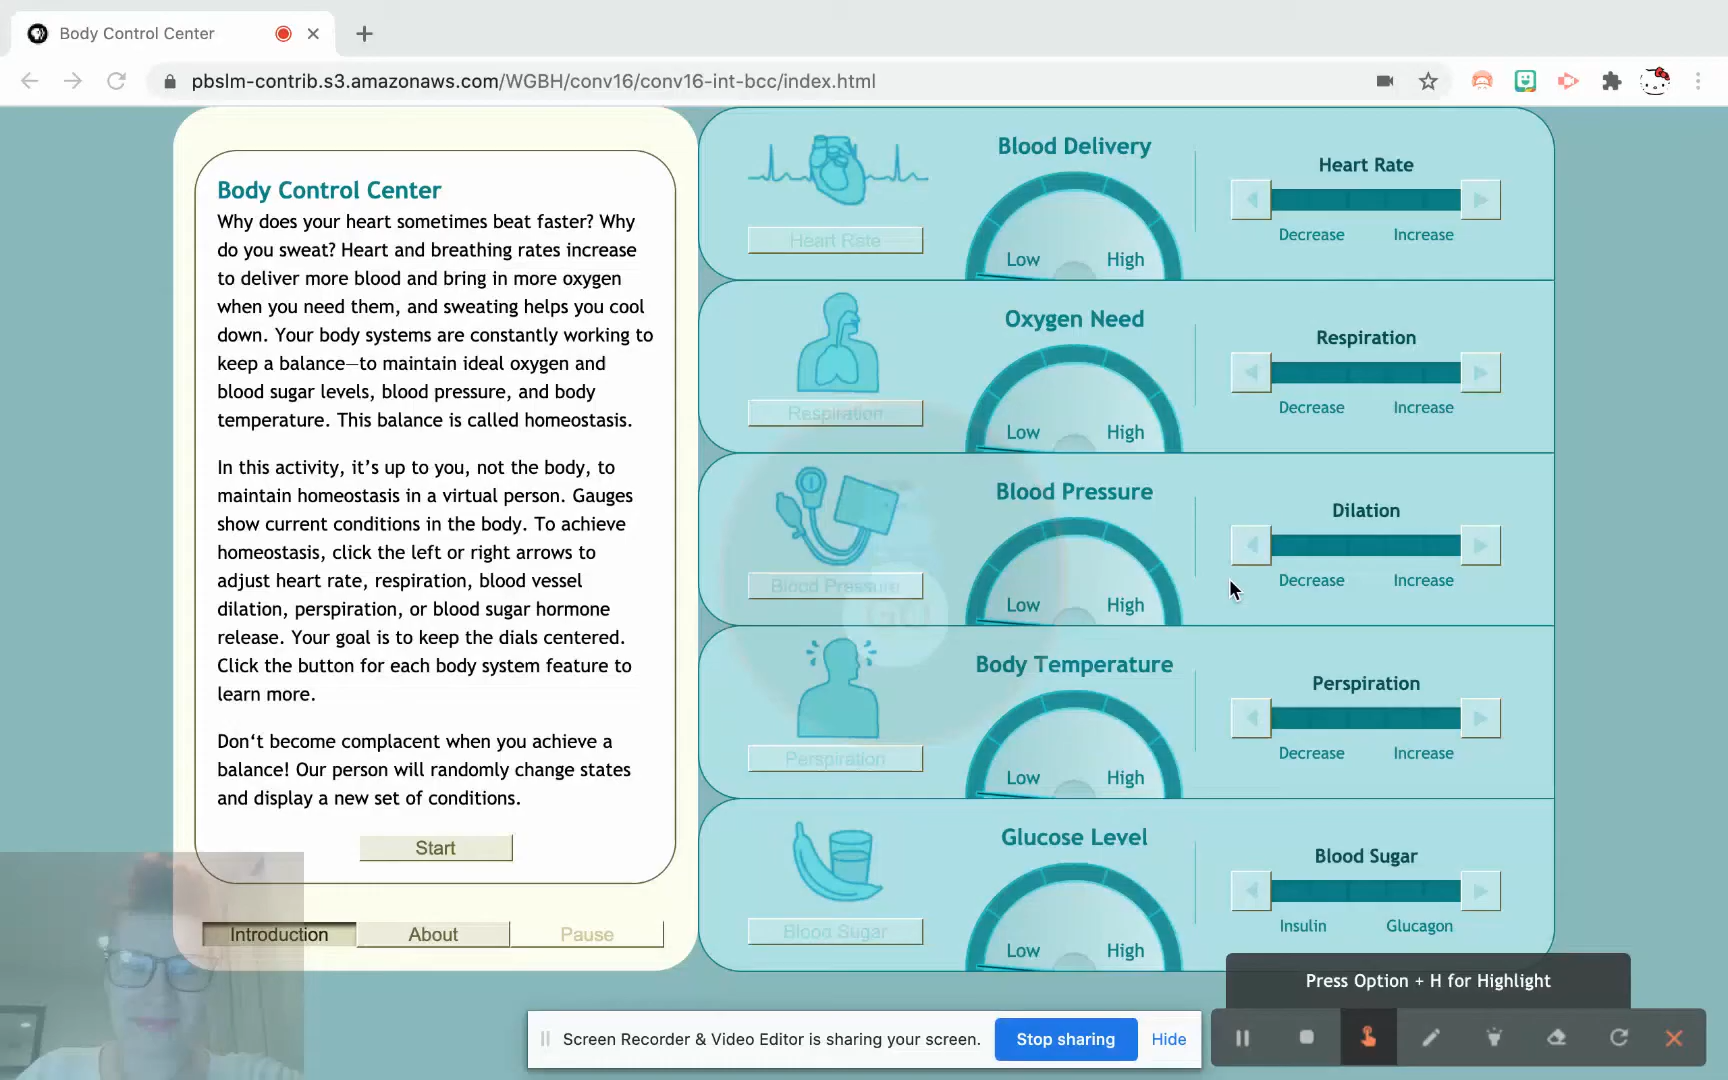 Body Control Center
pbslm-contrib.s3.amazonaws.com/WGBH/conv16/conv16-int-bcc/index.html
Body Control Center
Why does your heart sometimes beat faster? Why
do you sweat? Heart and breathing rates increase
to deliver more blood and bring in more oxygen
when you need them, and sweating helps you cool
down. Your body systems are constantly working to
keep a balance—to maintain ideal oxygen and
blood sugar levels, blood pressure, and body
temperature. This balance is called homeostasis.
In this activity, it’s up to you, not the body, to
maintain homeostasis in a virtual person. Gauges
show current conditions in the body. To achieve
homeostasis, click the left or right arrows to
adjust heart rate, respiration, blood vessel
dilation, perspiration, or blood sugar hormone
release. Your goal is to keep the dials centered.
Click the button for each body system feature to
learn more.
Don‘t become complacent when you achieve a
balance! Our person will randomly change states
and display a new set of conditions.
Start
Introduction
About
Pause
Heart Rate
Blood Delivery
Low
High
Heart Rate
Decrease
Increase
Respiration
Oxygen Need
Low
High
Respiration
Decrease
Increase
Blood Pressure
Blood Pressure
Low
High
Dilation
Decrease
Increase
GO!
Perspiration
Body Temperature
Low
High
Perspiration
Decrease
Increase
Blood Sugar
Glucose Level
Low
High
Blood Sugar
Insulin
Glucagon
Press Option + H for Highlight
Screen Recorder & Video Editor is sharing your screen.
Stop sharing
Hide